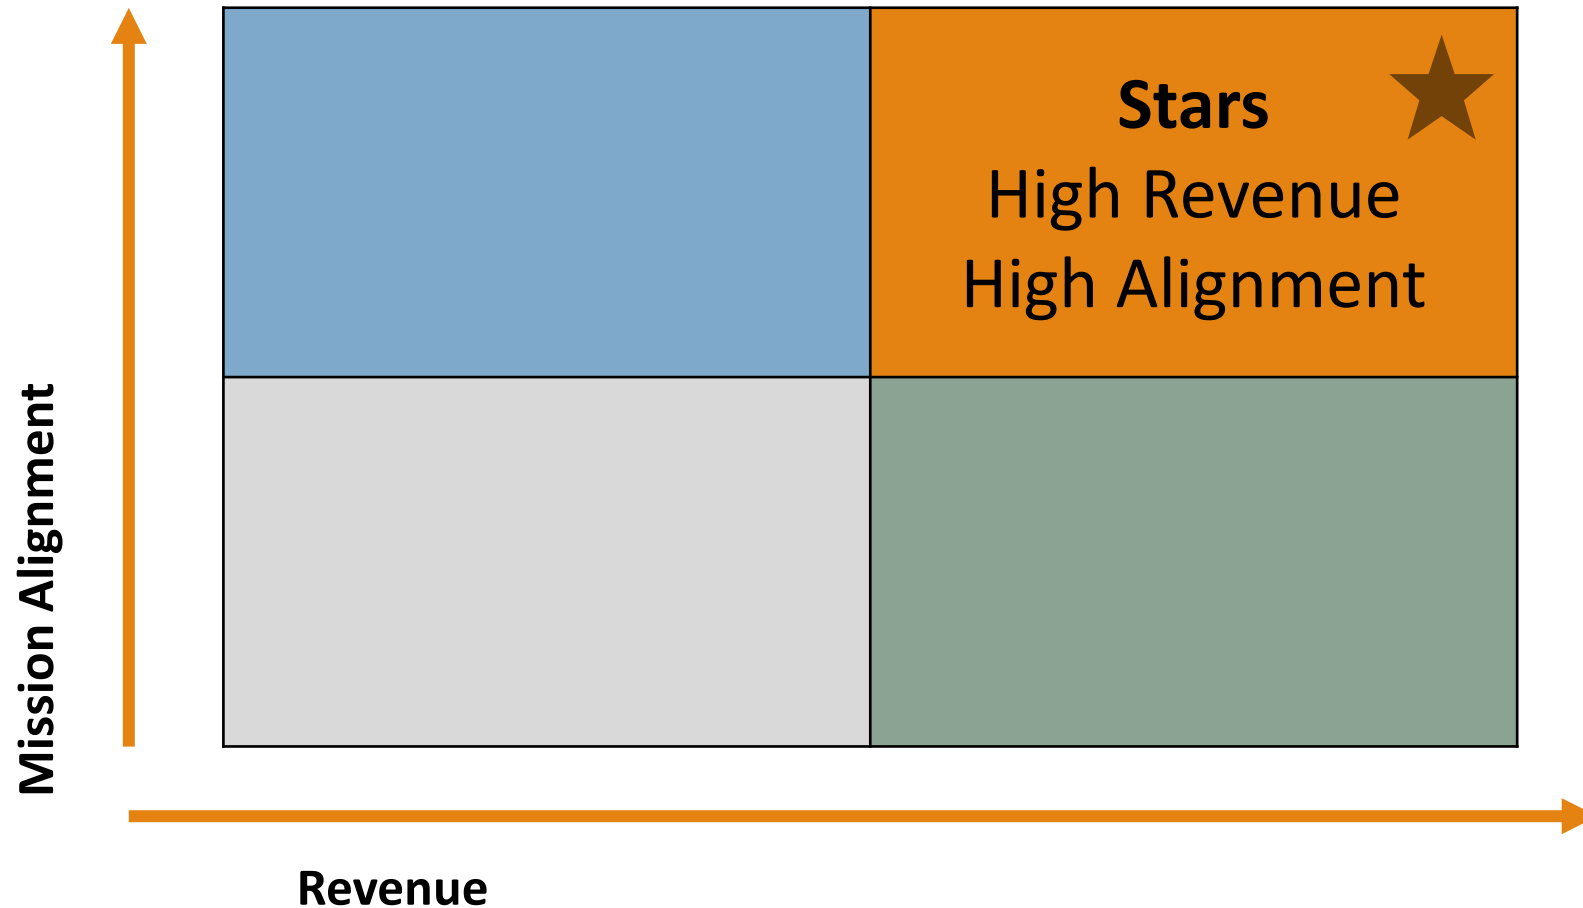 Stars
High Revenue
High Alignment
Mission Alignment
Revenue